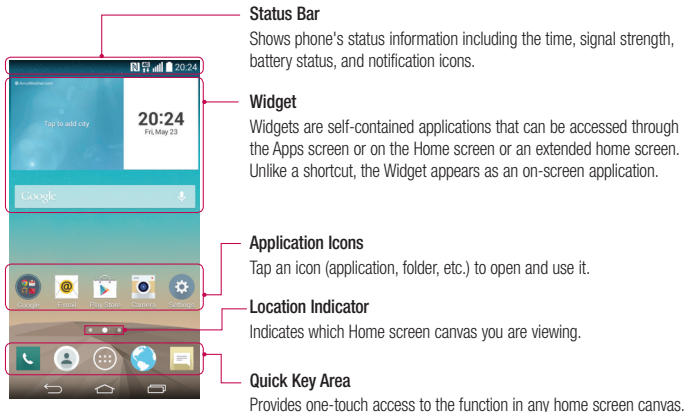 Status Bar
Shows phone's status information including the time, signal strength,
battery status, and notification icons.
20:24
AccuWeather.com
Tap to add city
20:24
Fri, May 23
Google
Widget
Widgets are self-contained applications that can be accessed through
the Apps screen or on the Home screen or an extended home screen.
Unlike a shortcut, the Widget appears as an on-screen application.
Application Icons
Tap an icon (application, folder, etc.) to open and use it.
Google Email Play Store Camera Settings
Location Indicator
Indicates which Home screen canvas you are viewing.
Quick Key Area
Provides one-touch access to the function in any home screen canvas.